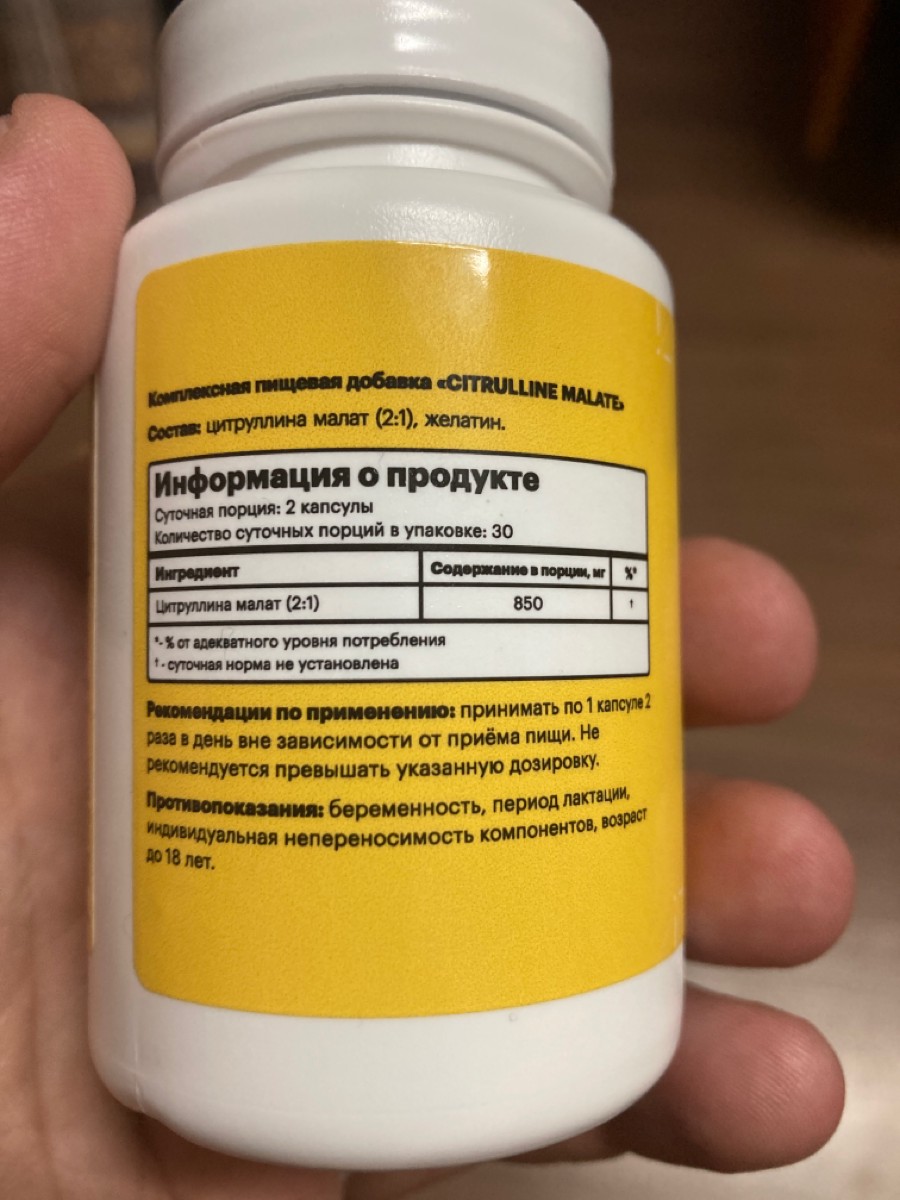 Комплексная пищевая добавка «CITRULLINE MALATE»
Состав: цитруллина малат (2:1), желатин.
Информация о продукте
Суточная порция: 2 капсулы
Количество суточных порций в упаковке: 30
Ингредиент Содержание в порции, мг %*
Цитруллина малат (2:1) 850 †
*- % от адекватного уровня потребления
† - суточная норма не установлена
Рекомендации по применению: принимать по 1 капсуле 2
раза в день вне зависимости от приёма пищи. Не
рекомендуется превышать указанную дозировку.
Противопоказания: беременность, период лактации,
индивидуальная непереносимость компонентов, возраст
до 18 лет.